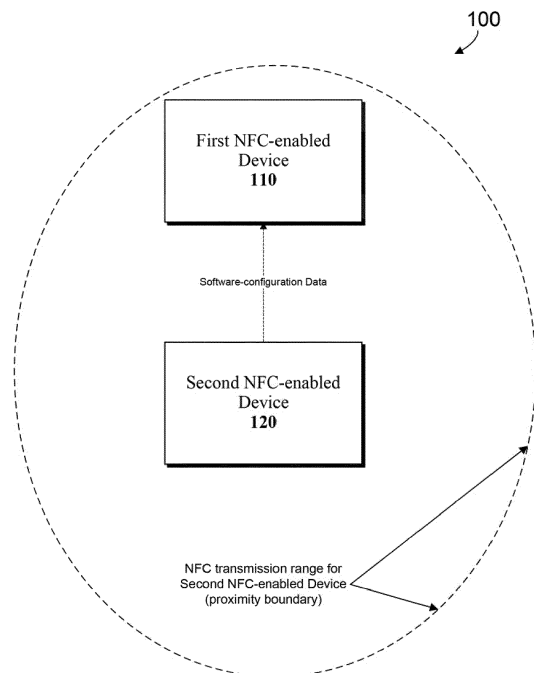 100
First NFC-enabled
Device
110
Software-configuration Data
Second NFC-enabled
Device
120
NFC transmission range for
Second NFC-enabled Device
(proximity boundary)